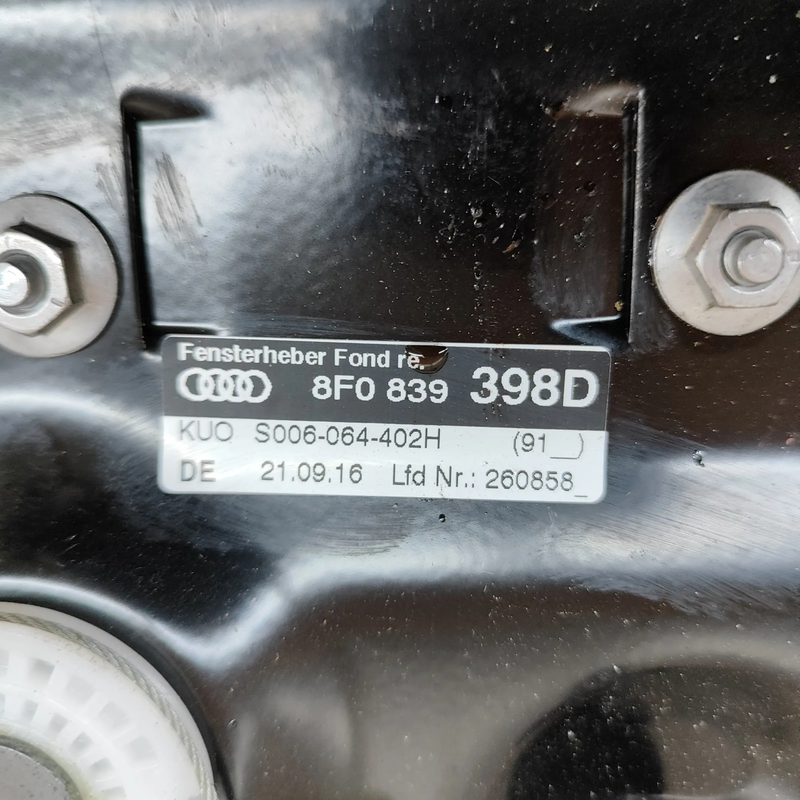 Fensterheber Fond re.
8F0 839 398D
KUO S006-064-402H (91__)
DE 21.09.16 Lfd Nr.: 260858_